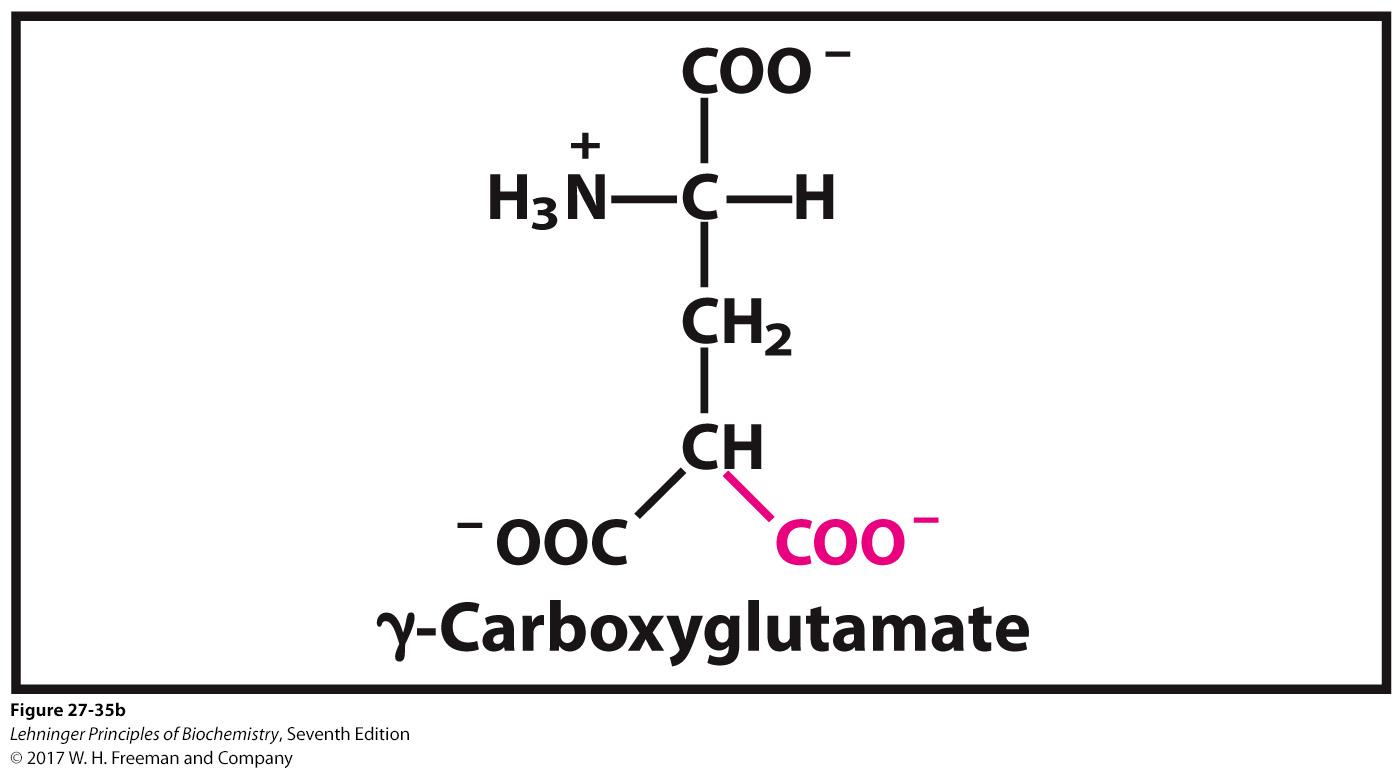 COO⁻
+
H₃N—C—H
CH₂
CH
⁻OOC COO⁻
γ-Carboxyglutamate
Figure 27-35b
Lehninger Principles of Biochemistry, Seventh Edition
© 2017 W. H. Freeman and Company